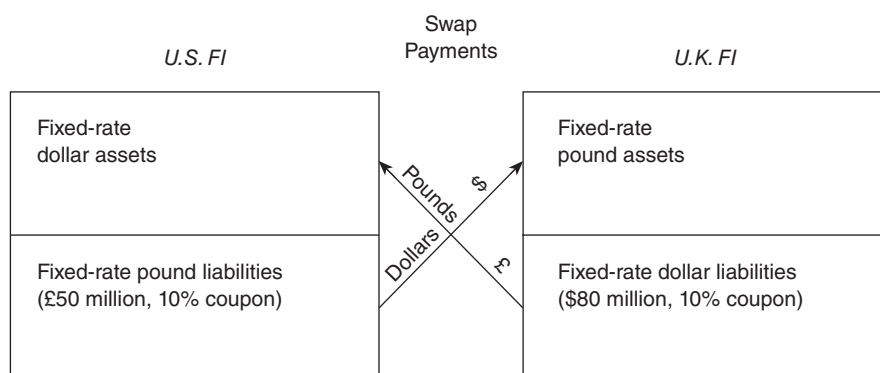 Swap
Payments
U.S. FI
U.K. FI
Fixed-rate
dollar assets
Fixed-rate
pound assets
Pounds
$
Dollars
£
Fixed-rate pound liabilities
(£50 million, 10% coupon)
Fixed-rate dollar liabilities
($80 million, 10% coupon)